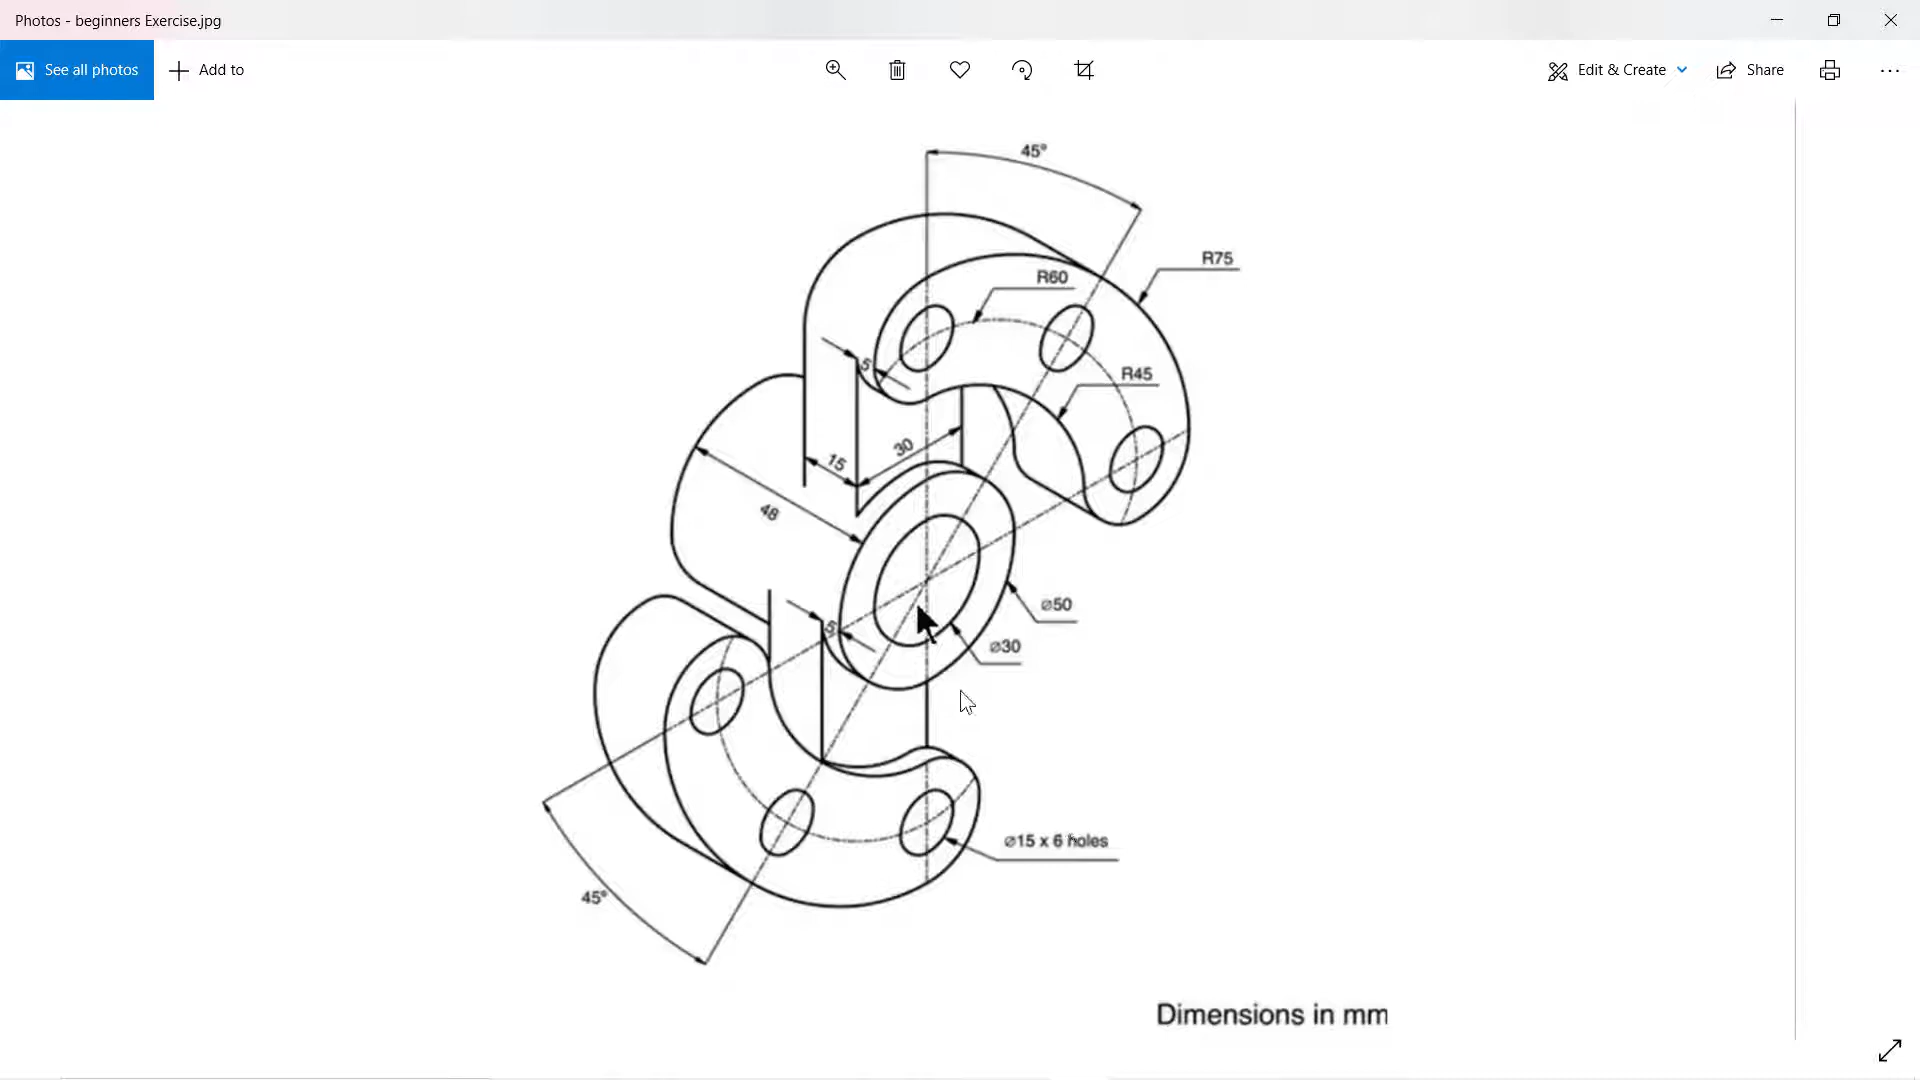 Photos - beginners Exercise.jpg
See all photos
Add to
Edit & Create
Share
45°
R75
R60
5
R45
30
15
48
⌀50
5
⌀30
⌀15 x 6 holes
45°
Dimensions in mm